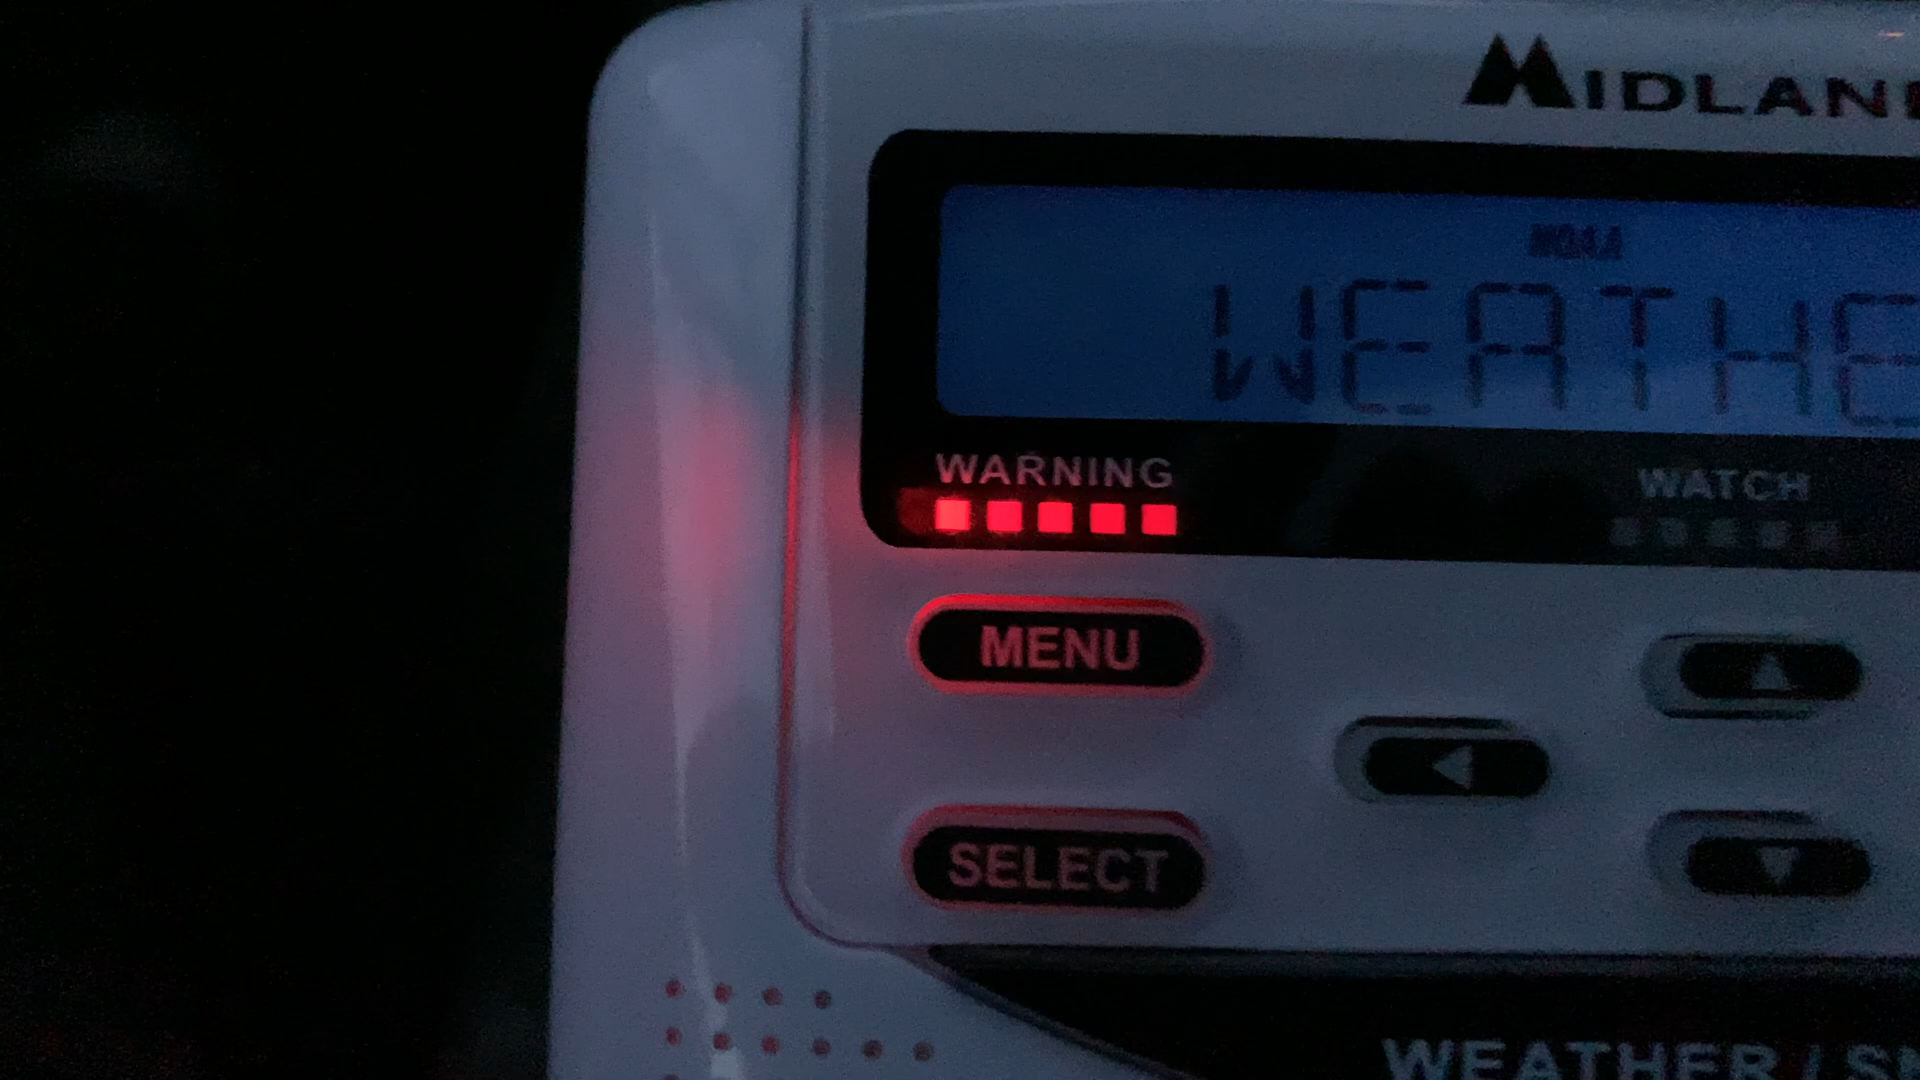 MIDLAN
NOAA
WEATHE
WARNING
WATCH
MENU
SELECT
WEATHER / S